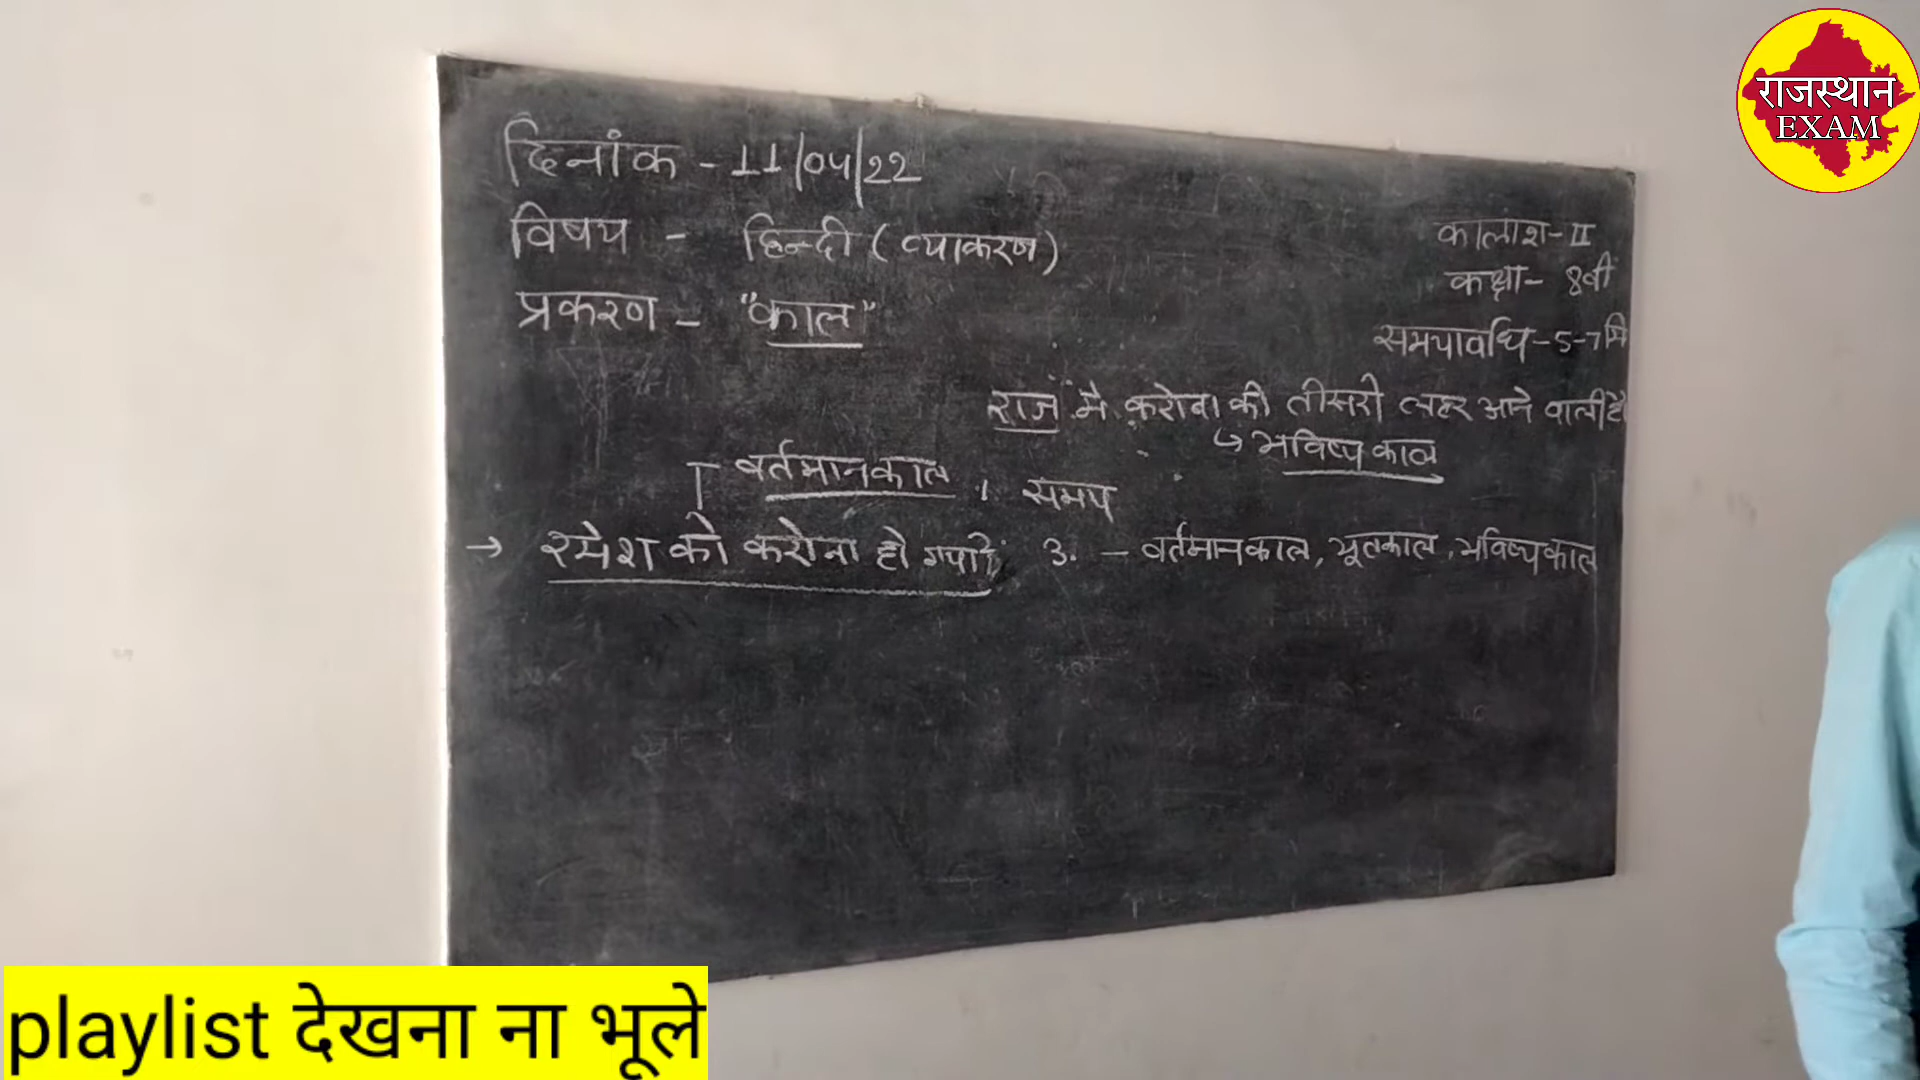 राजस्थान
EXAM
दिनांक - 11/04/22
विषय - हिन्दी (व्याकरण)
कालांश - II
कक्षा - 8वीं
प्रकरण - "काल"
समयावधि - 5-7 मि
राज में करोना की तीसरी लहर आने वाली है
↳ भविष्य काल
वर्तमानकाल , समय
→ रमेश को करोना हो गया है 3. - वर्तमानकाल, भूतकाल, भविष्यकाल
playlist देखना ना भूले